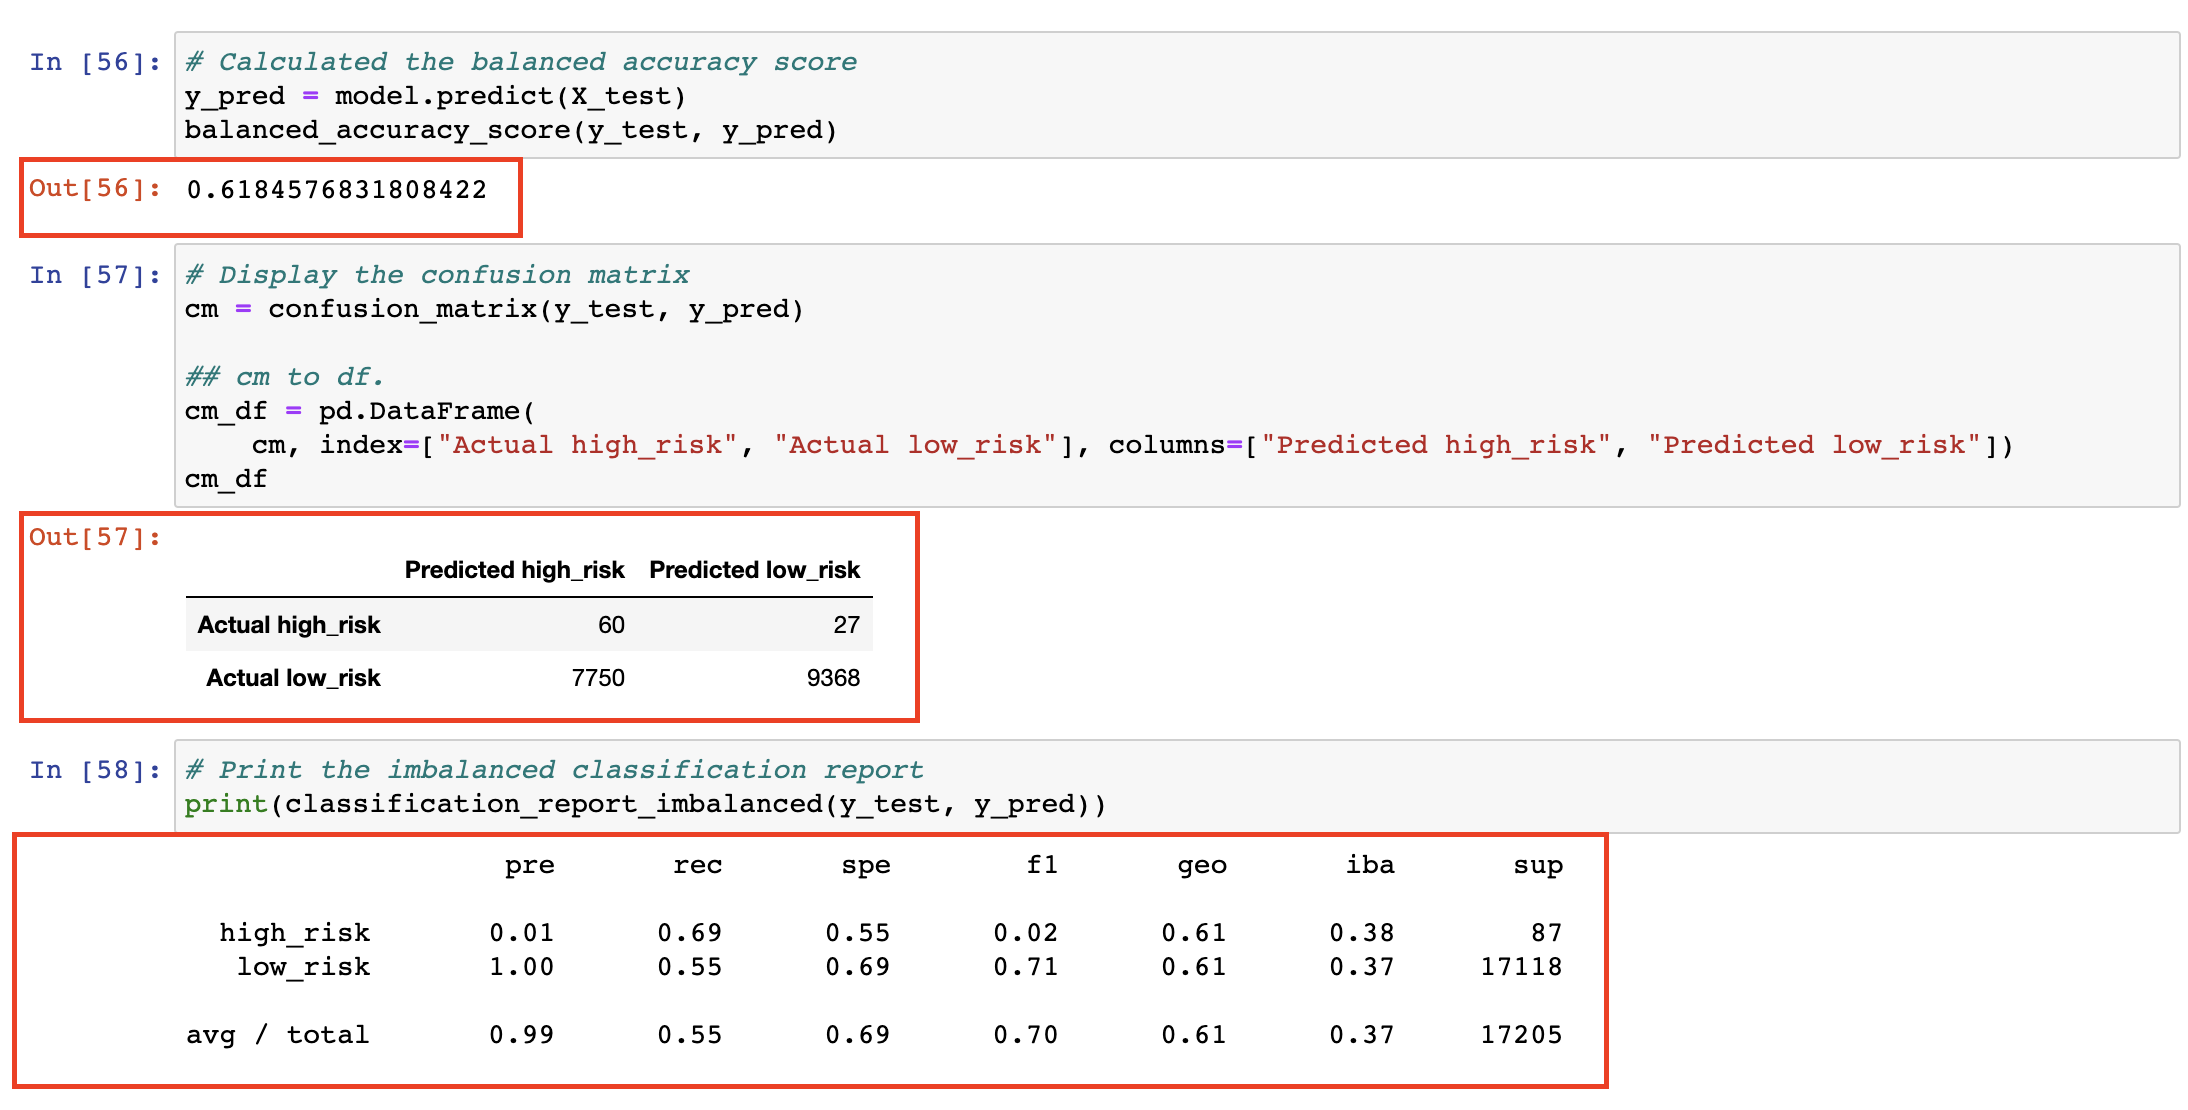 In [56]: # Calculated the balanced accuracy score
y_pred = model.predict(X_test)
balanced_accuracy_score(y_test, y_pred)
Out[56]: 0.6184576831808422
In [57]: # Display the confusion matrix
cm = confusion_matrix(y_test, y_pred)
## cm to df.
cm_df = pd.DataFrame(
cm, index=["Actual high_risk", "Actual low_risk"], columns=["Predicted high_risk", "Predicted low_risk"])
cm_df
Out[57]:
Predicted high_risk Predicted low_risk
Actual high_risk 60 27
Actual low_risk 7750 9368
In [58]: # Print the imbalanced classification report
print(classification_report_imbalanced(y_test, y_pred))
pre rec spe f1 geo iba sup
high_risk 0.01 0.69 0.55 0.02 0.61 0.38 87
low_risk 1.00 0.55 0.69 0.71 0.61 0.37 17118
avg / total 0.99 0.55 0.69 0.70 0.61 0.37 17205